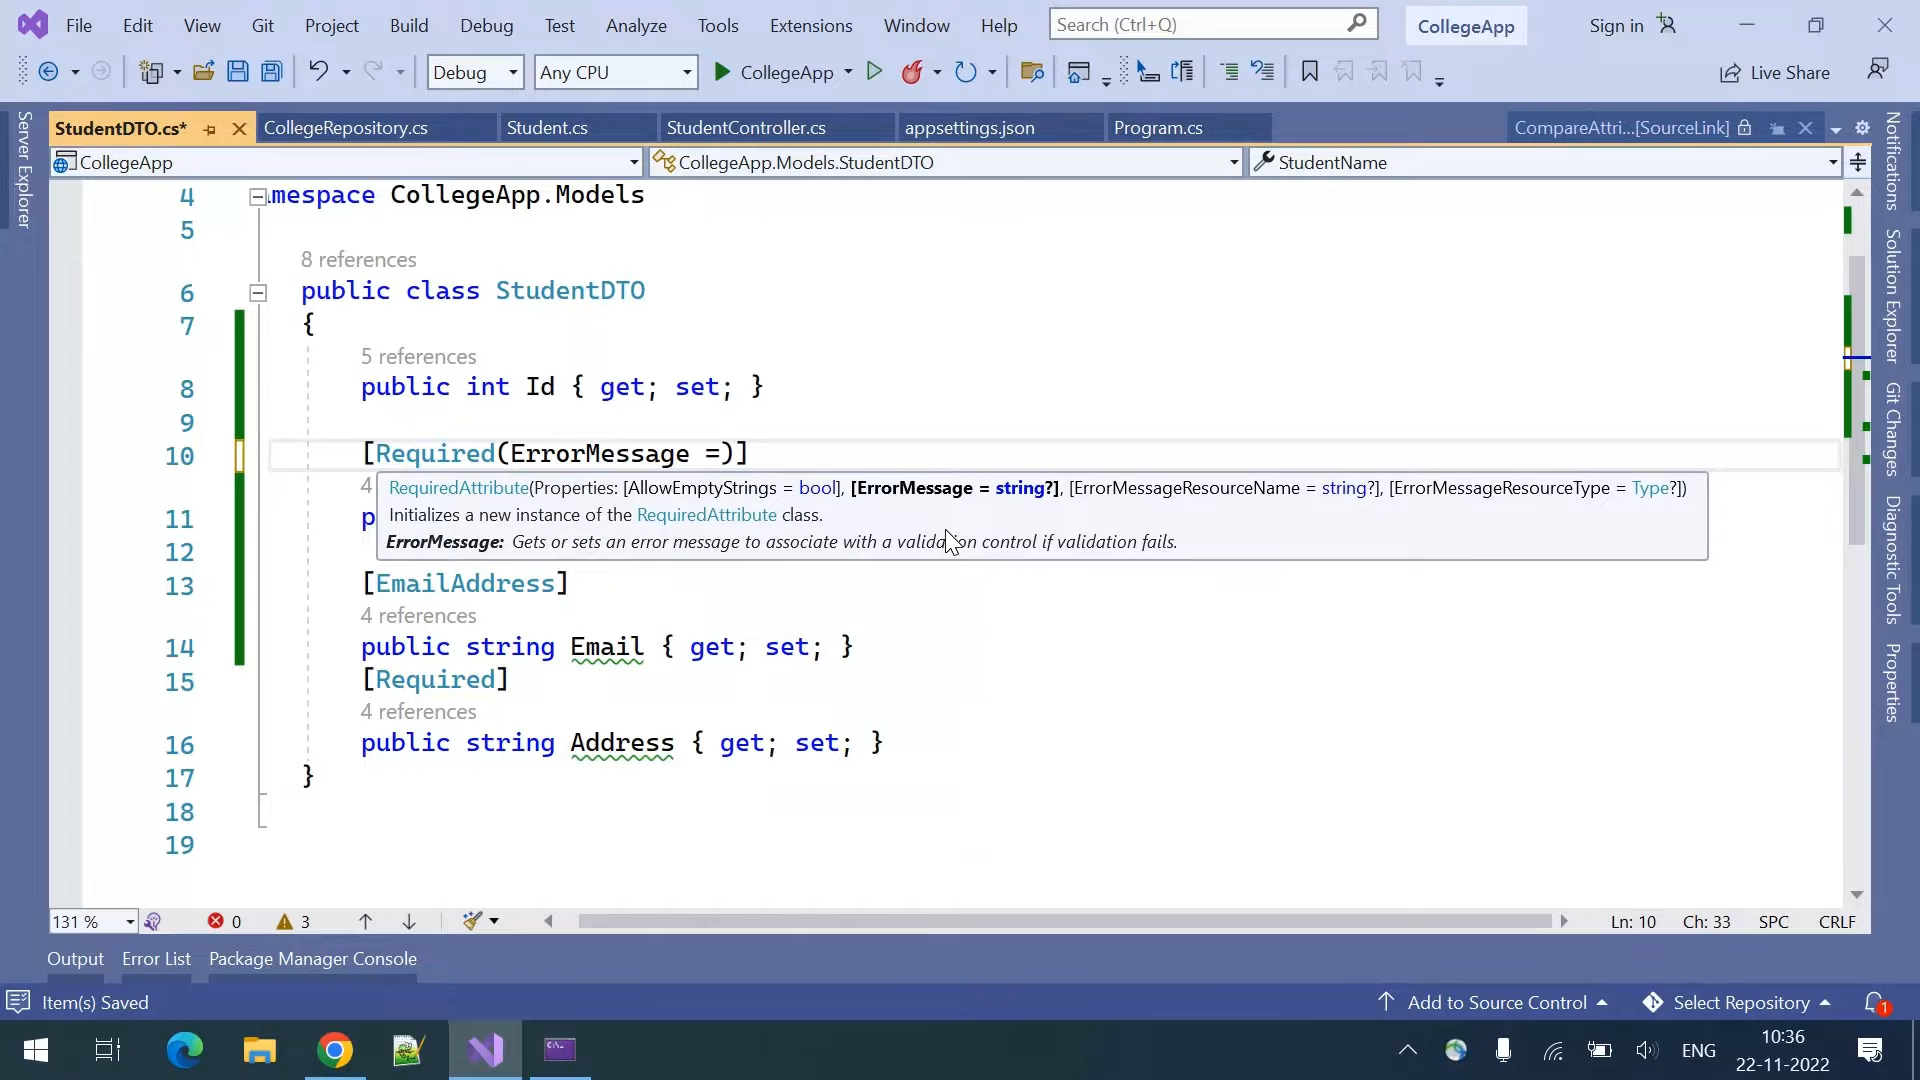 File Edit View Git Project Build Debug Test Analyze Tools Extensions Window Help Search (Ctrl+Q) CollegeApp Sign in
Debug Any CPU CollegeApp Live Share
StudentDTO.cs* CollegeRepository.cs Student.cs StudentController.cs appsettings.json Program.cs CompareAttri...[SourceLink]
CollegeApp CollegeApp.Models.StudentDTO StudentName
Server Explorer
4 mespace CollegeApp.Models
5
8 references
6 public class StudentDTO
7 {
5 references
8 public int Id { get; set; }
9
10 [Required(ErrorMessage =)]
4
RequiredAttribute(Properties: [AllowEmptyStrings = bool], [ErrorMessage = string?], [ErrorMessageResourceName = string?], [ErrorMessageResourceType = Type?])
Initializes a new instance of the RequiredAttribute class.
11 p
ErrorMessage: Gets or sets an error message to associate with a validation control if validation fails.
12
13 [EmailAddress]
4 references
14 public string Email { get; set; }
15 [Required]
4 references
16 public string Address { get; set; }
17 }
18
19
Notifications
Solution Explorer
Git Changes
Diagnostic Tools
Properties
131 % 0 3 Ln: 10 Ch: 33 SPC CRLF
Output Error List Package Manager Console
Item(s) Saved Add to Source Control Select Repository 1
ENG 10:36
22-11-2022